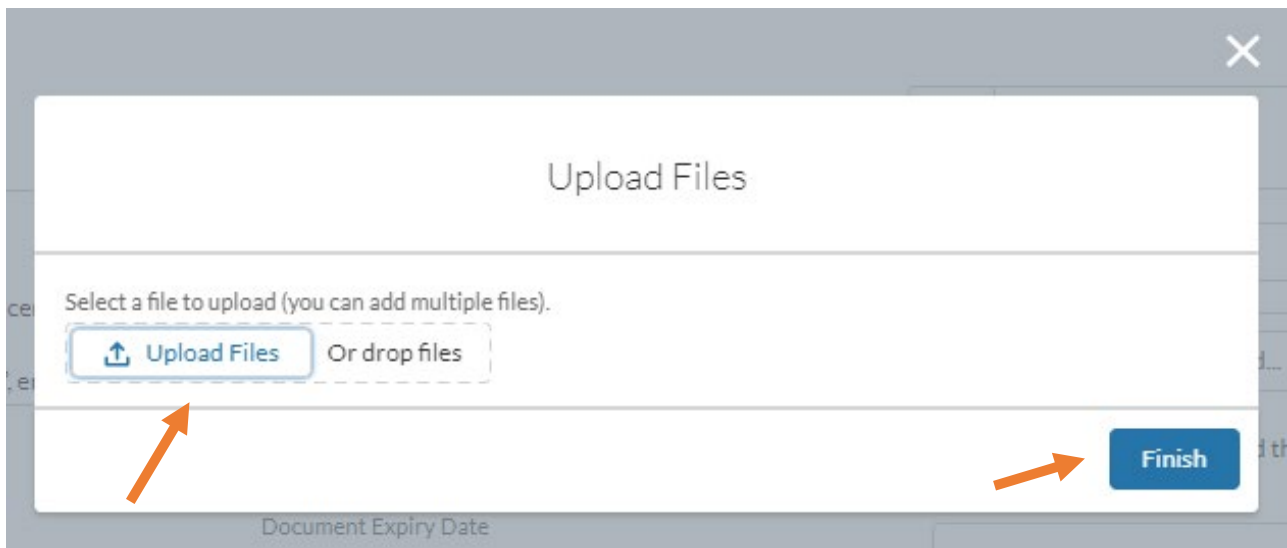 Upload Files
Select a file to upload (you can add multiple files).
Upload Files Or drop files
Finish
Document Expiry Date